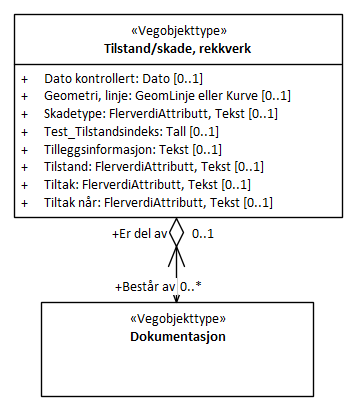 «Vegobjekttype»
Tilstand/skade, rekkverk
+ Dato kontrollert: Dato [0..1]
+ Geometri, linje: GeomLinje eller Kurve [0..1]
+ Skadetype: FlerverdiAttributt, Tekst [0..1]
+ Test_Tilstandsindeks: Tall [0..1]
+ Tilleggsinformasjon: Tekst [0..1]
+ Tilstand: FlerverdiAttributt, Tekst [0..1]
+ Tiltak: FlerverdiAttributt, Tekst [0..1]
+ Tiltak når: FlerverdiAttributt, Tekst [0..1]
+Er del av 0..1
+Består av 0..*
«Vegobjekttype»
Dokumentasjon